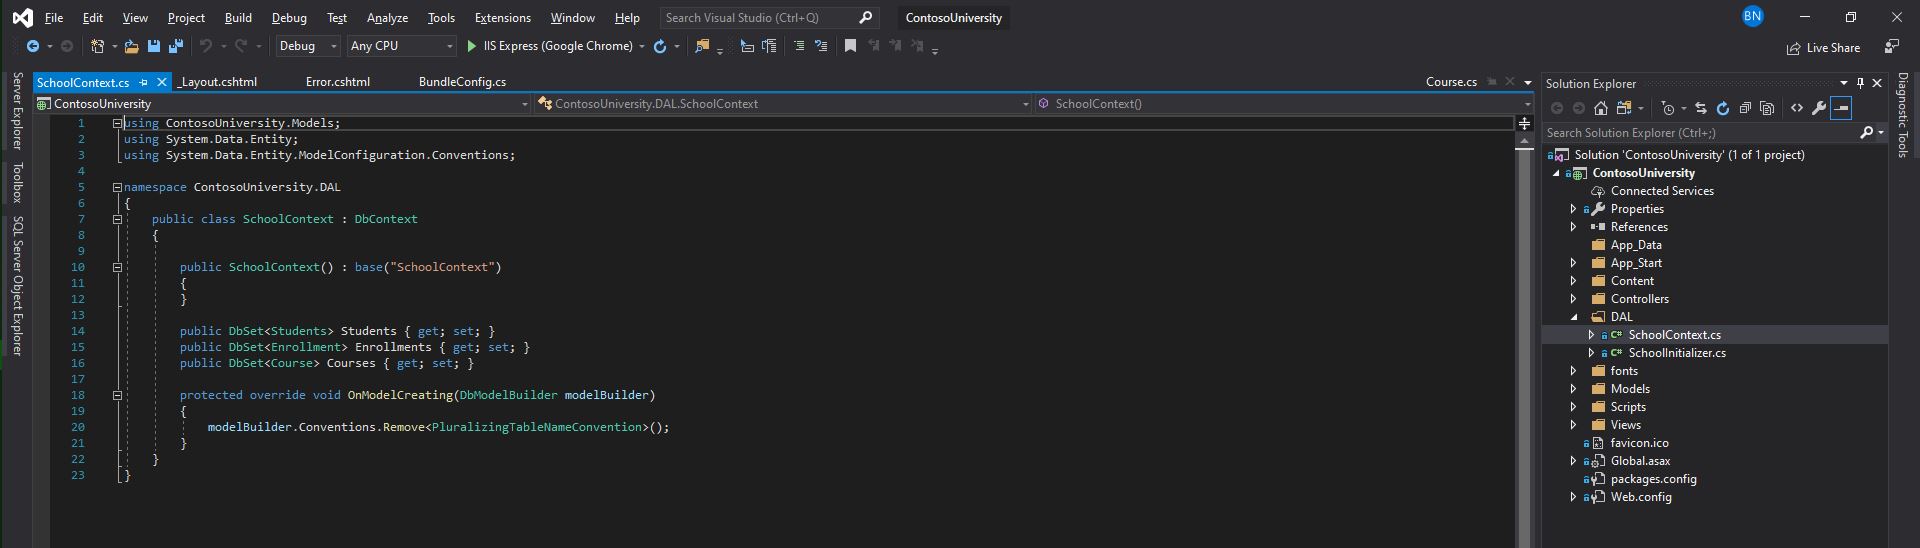 File Edit View Project Build Debug Test Analyze Tools Extensions Window Help Search Visual Studio (Ctrl+Q) ContosoUniversity BN
Debug Any CPU IIS Express (Google Chrome) Live Share
Server Explorer
Toolbox
SQL Server Object Explorer
SchoolContext.cs _Layout.cshtml Error.cshtml BundleConfig.cs Course.cs
ContosoUniversity ContosoUniversity.DAL.SchoolContext SchoolContext()
1 using ContosoUniversity.Models;
2 using System.Data.Entity;
3 using System.Data.Entity.ModelConfiguration.Conventions;
4
5 namespace ContosoUniversity.DAL
6 {
7 public class SchoolContext : DbContext
8 {
9
10 public SchoolContext() : base("SchoolContext")
11 {
12 }
13
14 public DbSet<Students> Students { get; set; }
15 public DbSet<Enrollment> Enrollments { get; set; }
16 public DbSet<Course> Courses { get; set; }
17
18 protected override void OnModelCreating(DbModelBuilder modelBuilder)
19 {
20 modelBuilder.Conventions.Remove<PluralizingTableNameConvention>();
21 }
22 }
23 }
Solution Explorer
Search Solution Explorer (Ctrl+;)
Solution 'ContosoUniversity' (1 of 1 project)
ContosoUniversity
Connected Services
Properties
References
App_Data
App_Start
Content
Controllers
DAL
C# SchoolContext.cs
C# SchoolInitializer.cs
fonts
Models
Scripts
Views
favicon.ico
Global.asax
packages.config
Web.config
Diagnostic Tools